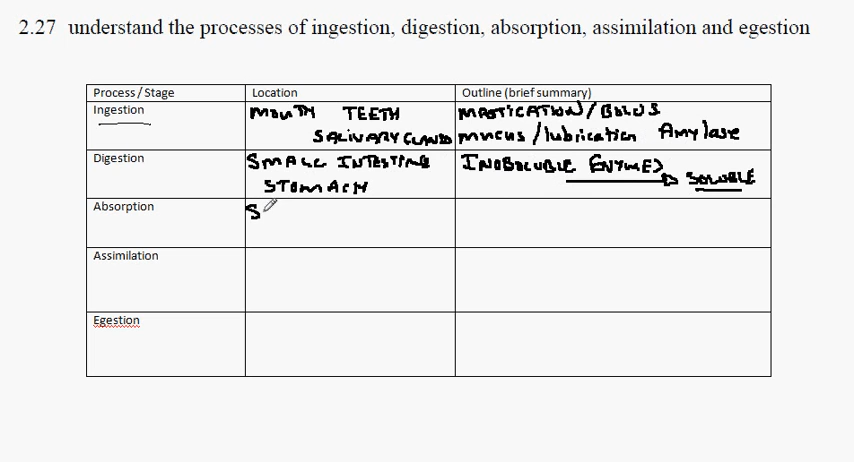 2.27 understand the processes of ingestion, digestion, absorption, assimilation and egestion
Process / Stage Location Outline (brief summary)
Ingestion MOUTH TEETH MASTICATION / BOLUS
SALIVARY GLANDS mucus / lubrication Amylase
Digestion SMALL INTESTINE INOSOLUBLE ENZYMES
STOMACH SOLUBLE
Absorption S
Assimilation
Egestion